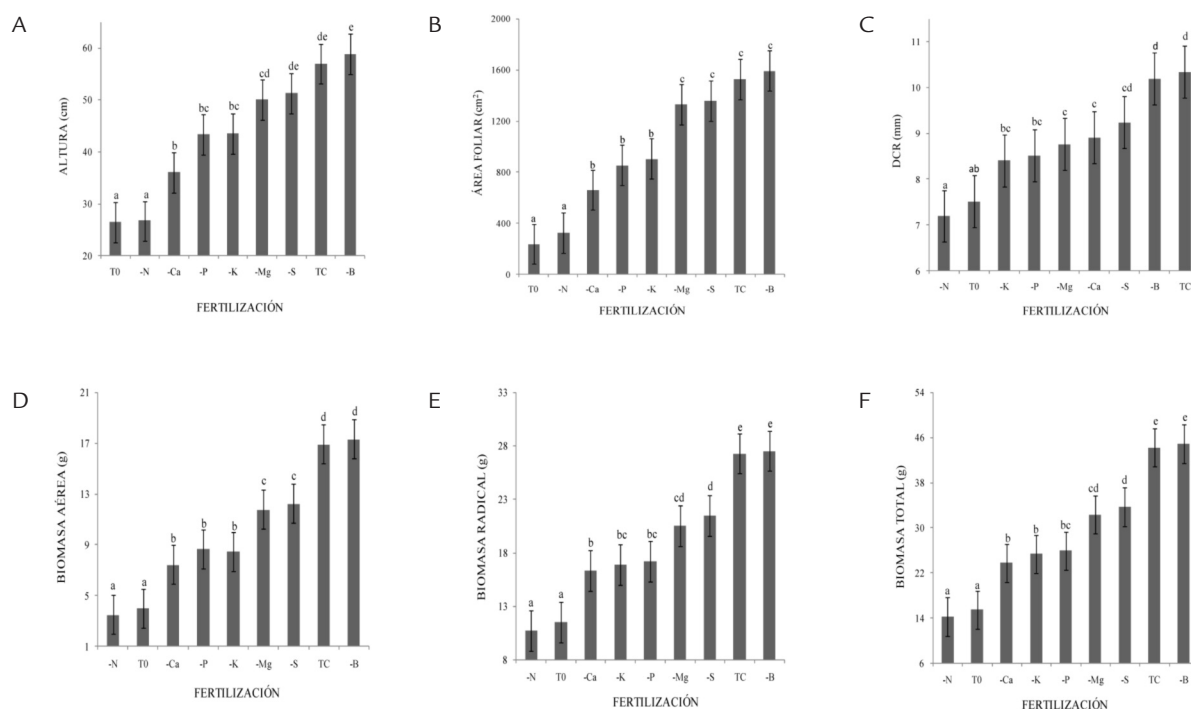 A
ALTURA (cm)
60
50
40
30
20
a
a
b
bc
bc
cd
de
de
e
T0 -N -Ca -P -K -Mg -S TC -B
FERTILIZACIÓN
B
ÁREA FOLIAR (cm²)
2000
1600
1200
800
400
0
a
a
b
b
b
c
c
c
c
T0 -N -Ca -P -K -Mg -S TC -B
FERTILIZACIÓN
C
DCR (mm)
11
10
9
8
7
6
a
ab
bc
bc
c
c
cd
d
d
-N T0 -K -P -Mg -Ca -S -B TC
FERTILIZACIÓN
D
BIOMASA AÉREA (g)
21
17
13
9
5
1
a
a
b
b
b
c
c
d
d
-N T0 -Ca -P -K -Mg -S TC -B
FERTILIZACIÓN
E
BIOMASA RADICAL (g)
33
28
23
18
13
8
a
a
b
bc
bc
cd
d
e
e
-N T0 -Ca -K -P -Mg -S TC -B
FERTILIZACIÓN
F
BIOMASA TOTAL (g)
54
46
38
30
22
14
6
a
a
b
b
bc
cd
d
e
e
-N T0 -Ca -K -P -Mg -S TC -B
FERTILIZACIÓN